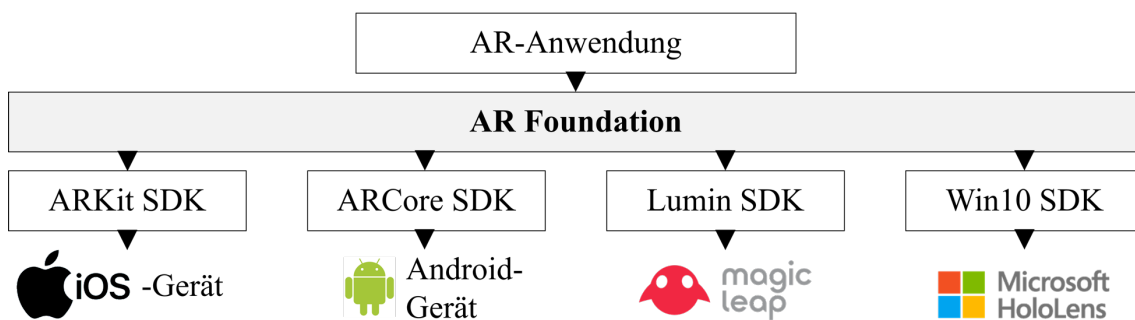 AR-Anwendung
AR Foundation
ARKit SDK
ARCore SDK
Lumin SDK
Win10 SDK
iOS -Gerät
Android-
Gerät
magic
leap
Microsoft
HoloLens